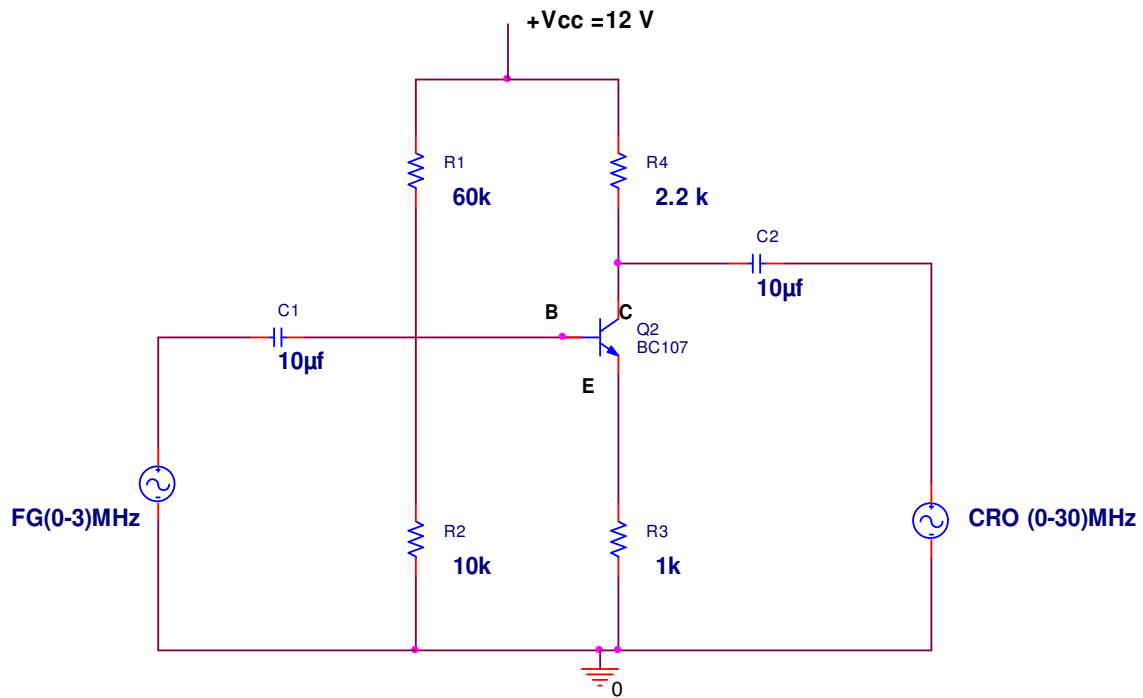 +Vcc =12 V
R1
60k
R4
2.2 k
C2
10µf
C1
10µf
B
C
Q2
BC107
E
FG(0-3)MHz
R2
10k
R3
1k
CRO (0-30)MHz
0